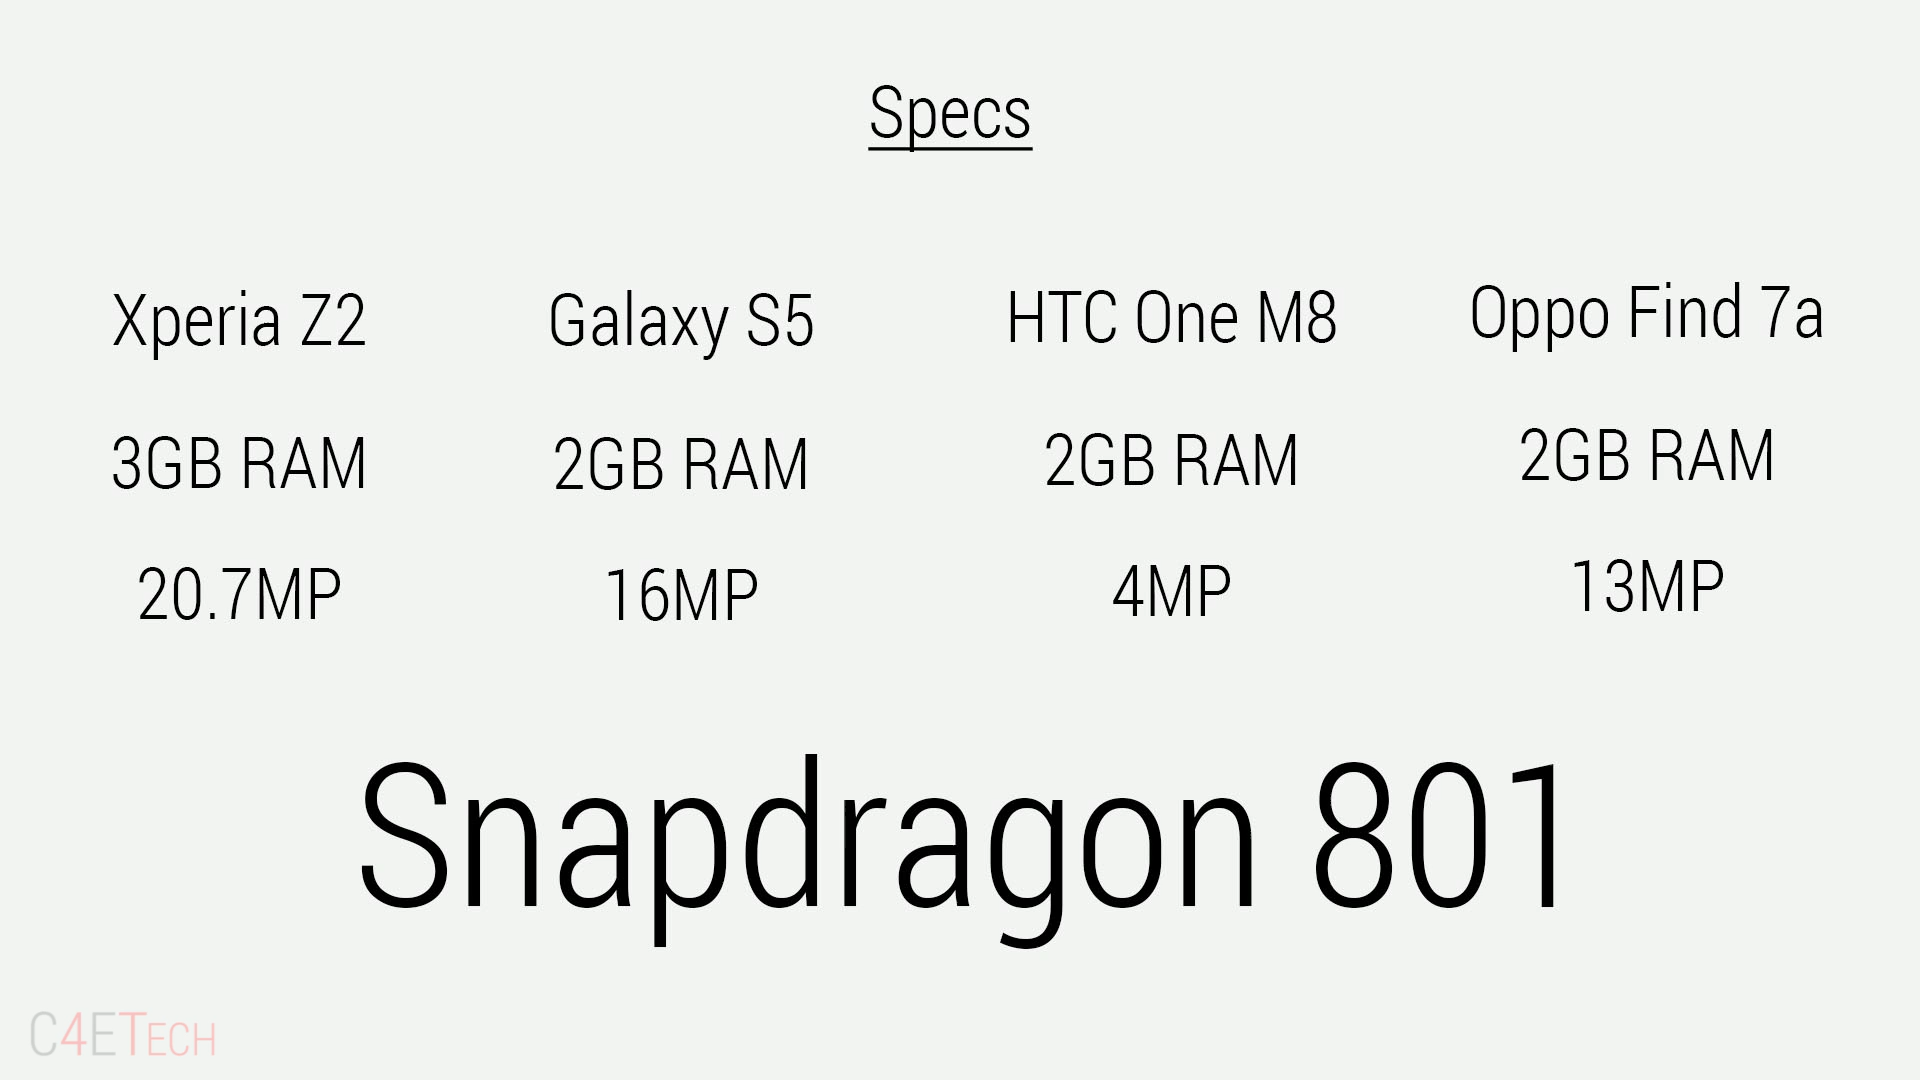 Specs
Xperia Z2 Galaxy S5 HTC One M8 Oppo Find 7a
3GB RAM 2GB RAM 2GB RAM 2GB RAM
20.7MP 16MP 4MP 13MP
Snapdragon 801
C4ETECH